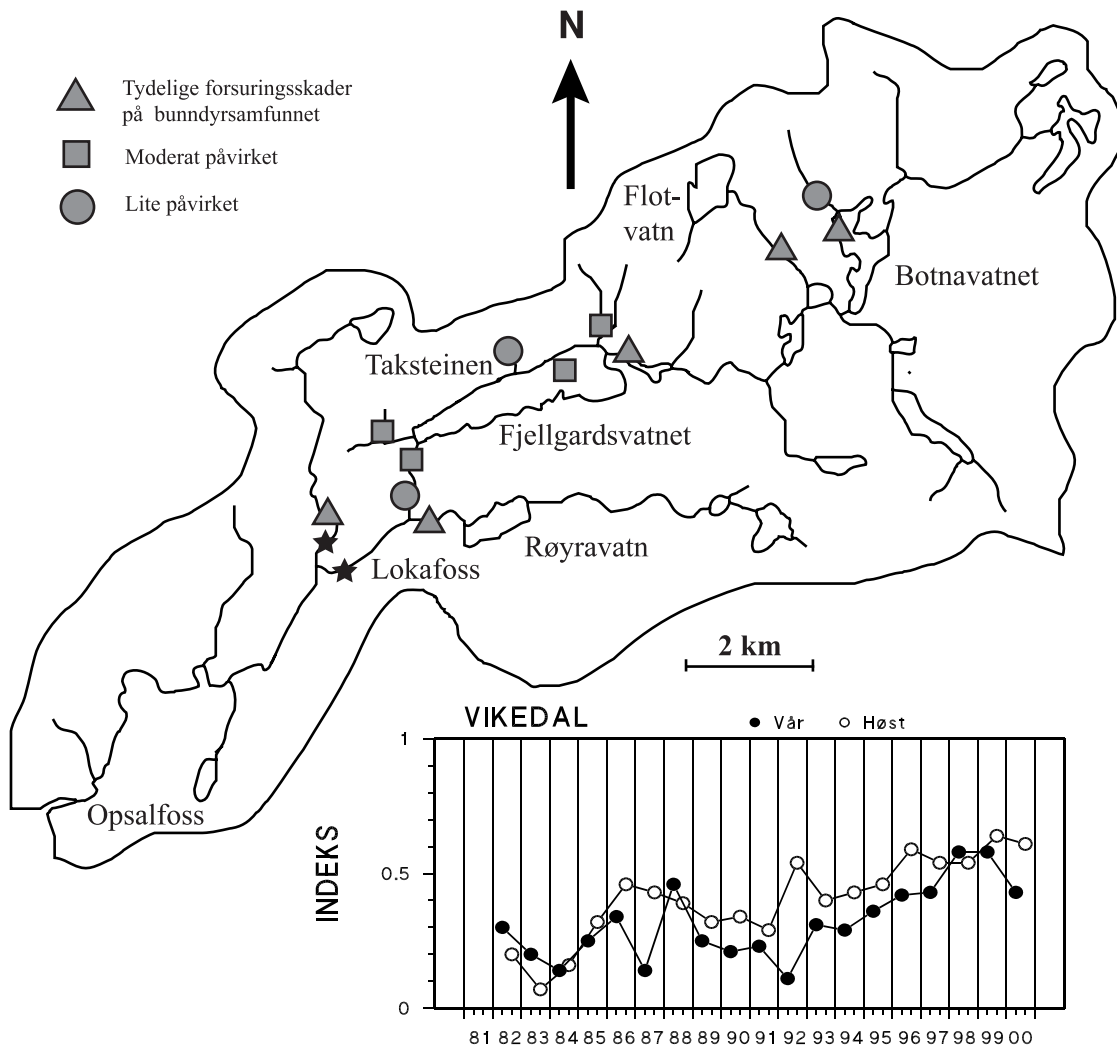 N
Tydelige forsuringsskader
på bunndyrsamfunnet
Moderat påvirket
Lite påvirket
Flot-
vatn
Botnavatnet
Taksteinen
Fjellgardsvatnet
Røyravatn
Lokafoss
Opsalfoss
2 km
VIKEDAL
Vår Høst
INDEKS
1
0.5
0
81 82 83 84 85 86 87 88 89 90 91 92 93 94 95 96 97 98 99 00